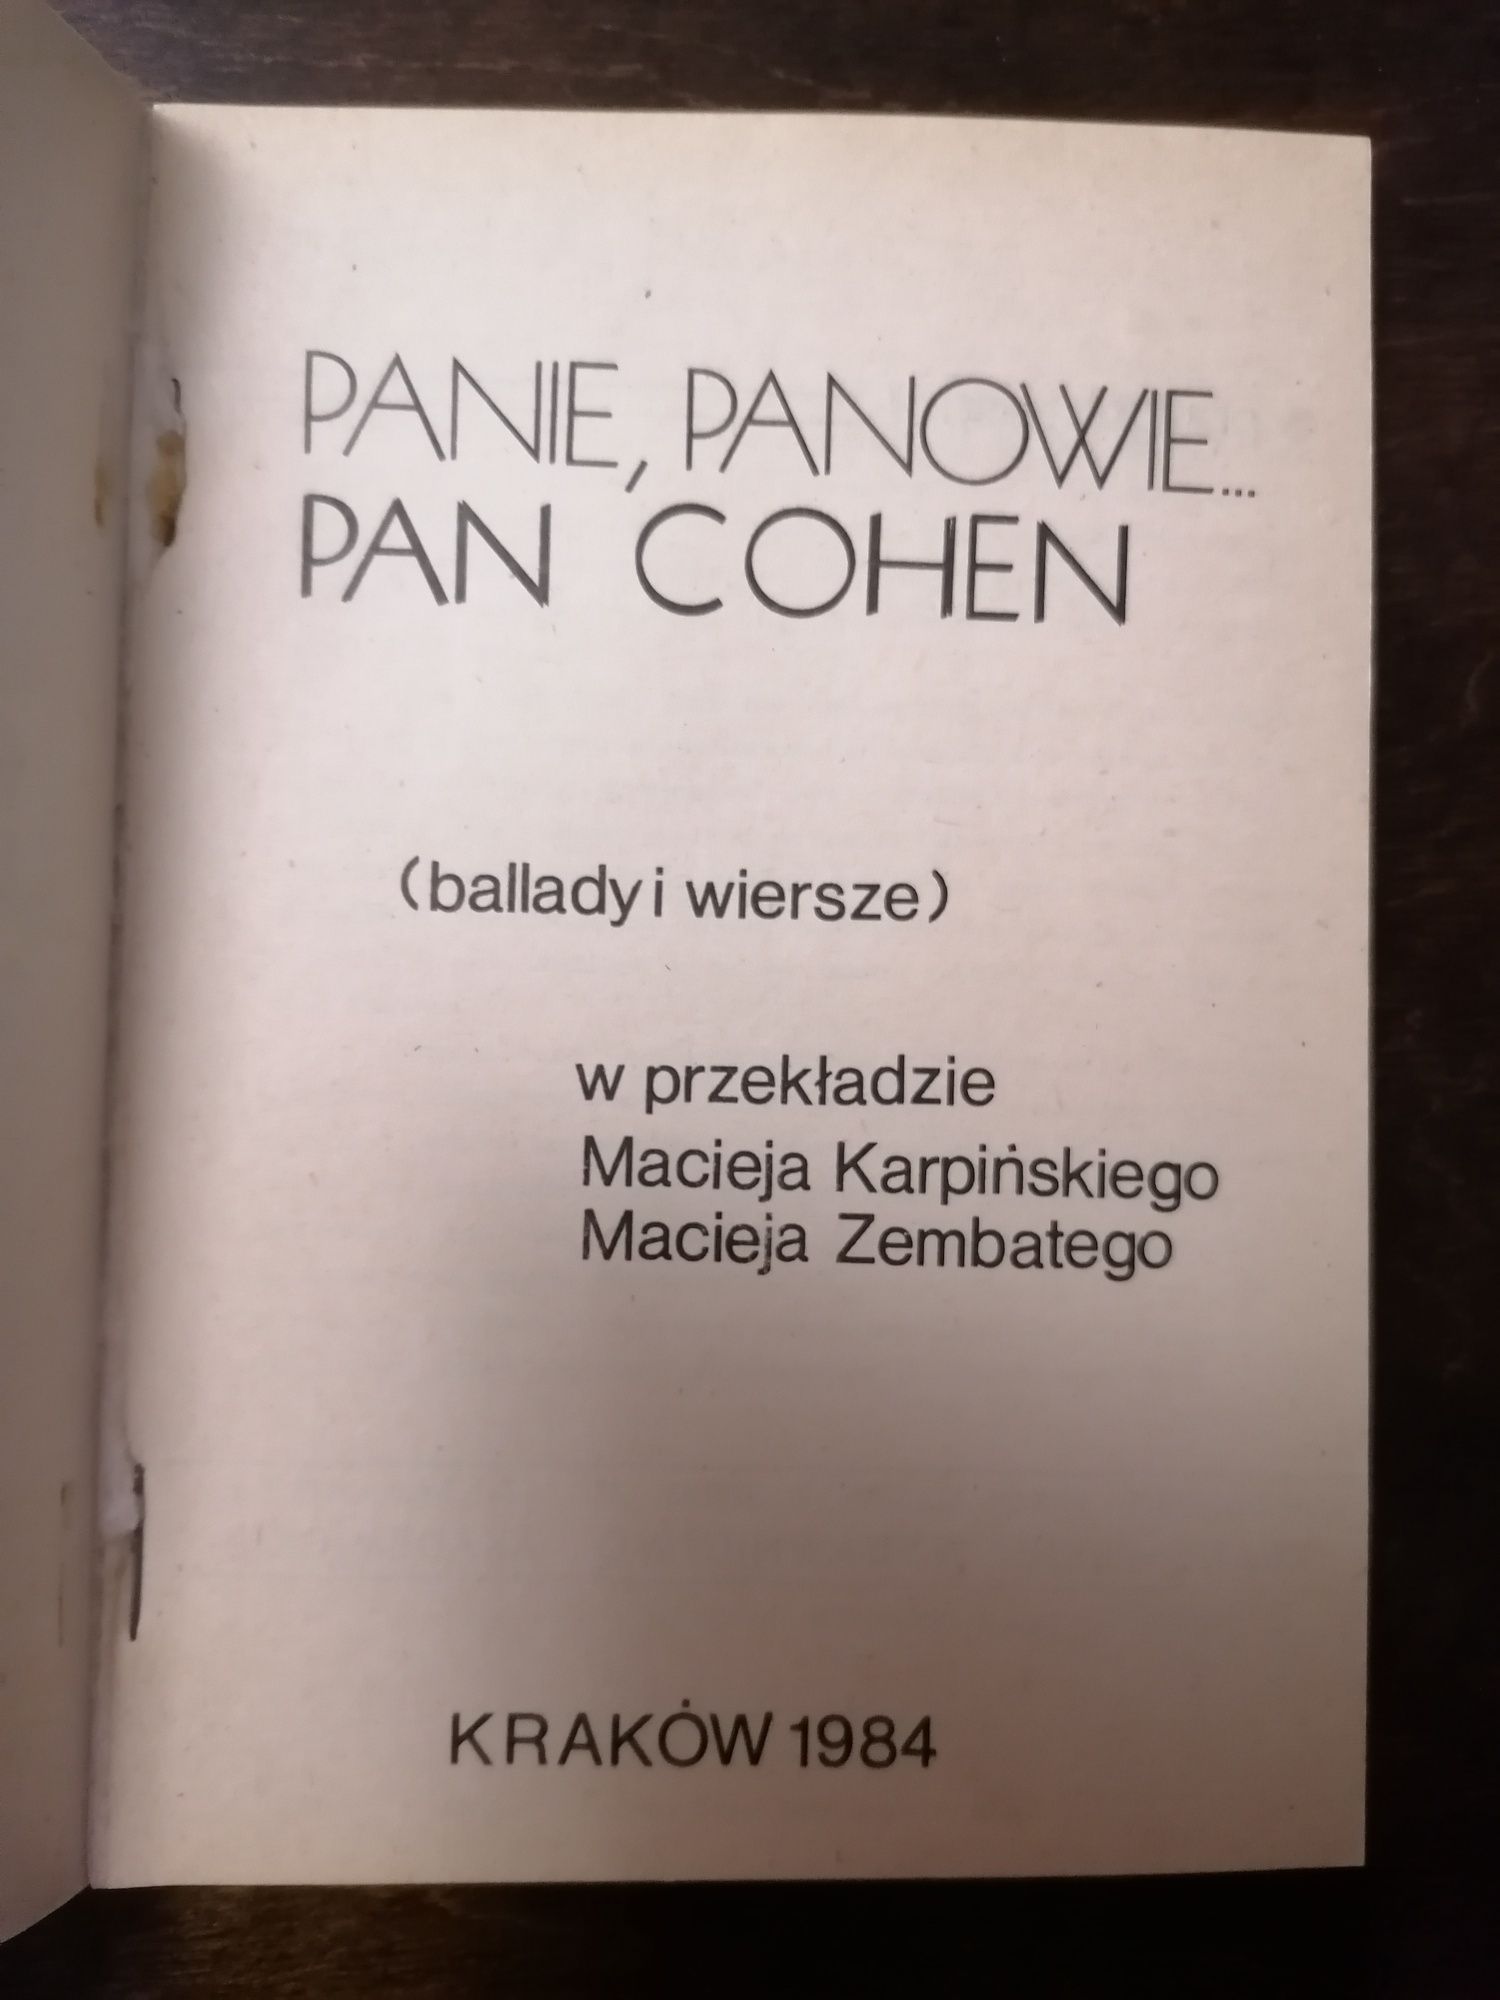 PANIE, PANOWIE...
PAN COHEN
(ballady i wiersze)
w przekładzie
Macieja Karpińskiego
Macieja Zembatego
KRAKÓW 1984